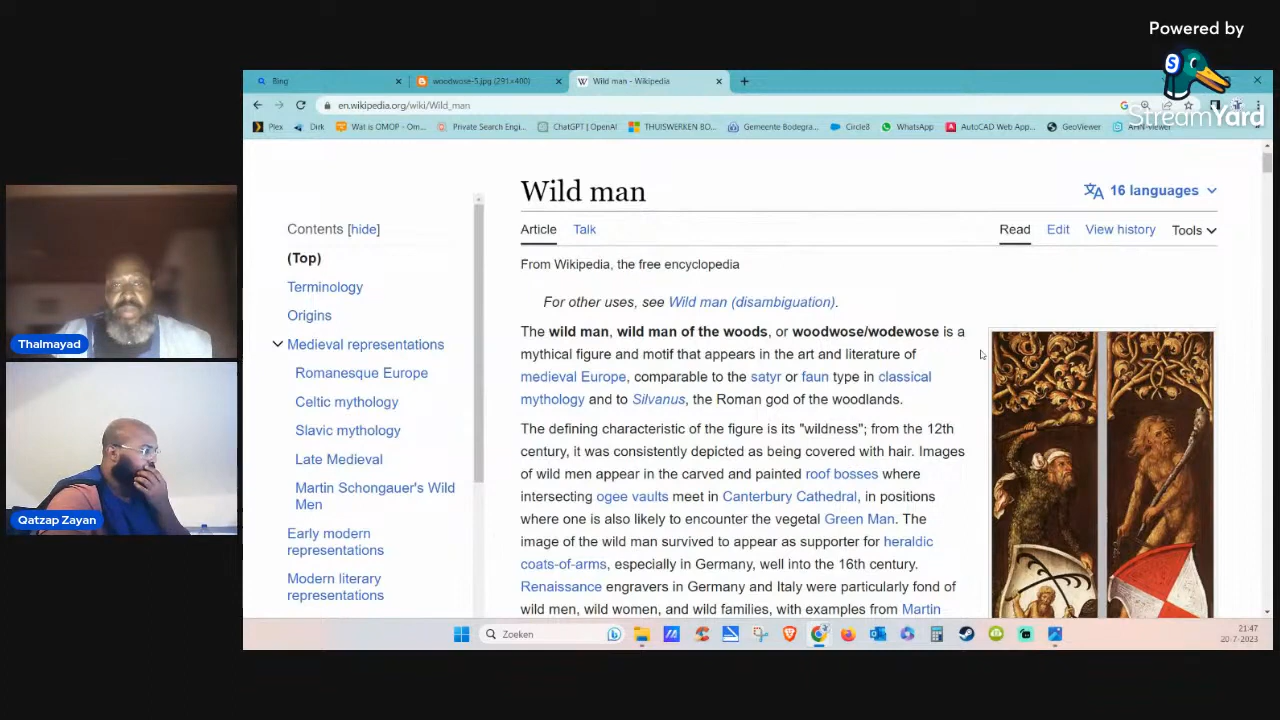 Powered by
StreamYard
Bing
woodwose-5.jpg (291×400)
Wild man - Wikipedia
en.wikipedia.org/wiki/Wild_man
Plex
Dirk
Wat is OMOP - Om...
Private Search Engi...
ChatGPT | OpenAI
THUISWERKEN BO...
Gemeente Bodegra...
Circle8
WhatsApp
AutoCAD Web App...
GeoViewer
AHN-viewer
Wild man
16 languages
Article
Talk
Read
Edit
View history
Tools
From Wikipedia, the free encyclopedia
For other uses, see Wild man (disambiguation).
The wild man, wild man of the woods, or woodwose/wodewose is a
mythical figure and motif that appears in the art and literature of
medieval Europe, comparable to the satyr or faun type in classical
mythology and to Silvanus, the Roman god of the woodlands.
The defining characteristic of the figure is its "wildness"; from the 12th
century, it was consistently depicted as being covered with hair. Images
of wild men appear in the carved and painted roof bosses where
intersecting ogee vaults meet in Canterbury Cathedral, in positions
where one is also likely to encounter the vegetal Green Man. The
image of the wild man survived to appear as supporter for heraldic
coats-of-arms, especially in Germany, well into the 16th century.
Renaissance engravers in Germany and Italy were particularly fond of
wild men, wild women, and wild families, with examples from Martin
Contents [hide]
(Top)
Terminology
Origins
Medieval representations
Romanesque Europe
Celtic mythology
Slavic mythology
Late Medieval
Martin Schongauer's Wild
Men
Early modern
representations
Modern literary
representations
Thalmayad
Qatzap Zayan
Zoeken
21:47
20-7-2023